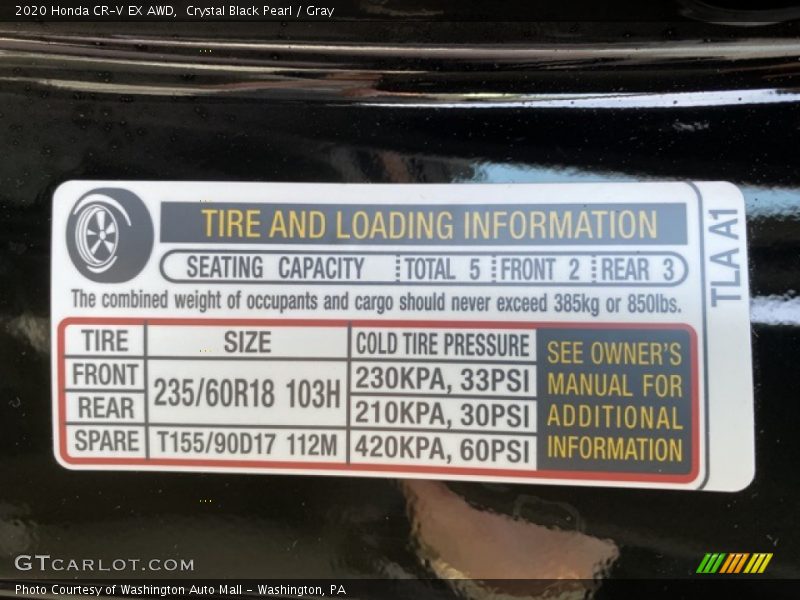 2020 Honda CR-V EX AWD, Crystal Black Pearl / Gray
TIRE AND LOADING INFORMATION
SEATING CAPACITY TOTAL 5 FRONT 2 REAR 3
The combined weight of occupants and cargo should never exceed 385kg or 850lbs.
TIRE SIZE COLD TIRE PRESSURE
FRONT 235/60R18 103H 230KPA, 33PSI
REAR 210KPA, 30PSI
SPARE T155/90D17 112M 420KPA, 60PSI
SEE OWNER'S
MANUAL FOR
ADDITIONAL
INFORMATION
TLA A1
GTCARLOT.COM
Photo Courtesy of Washington Auto Mall - Washington, PA